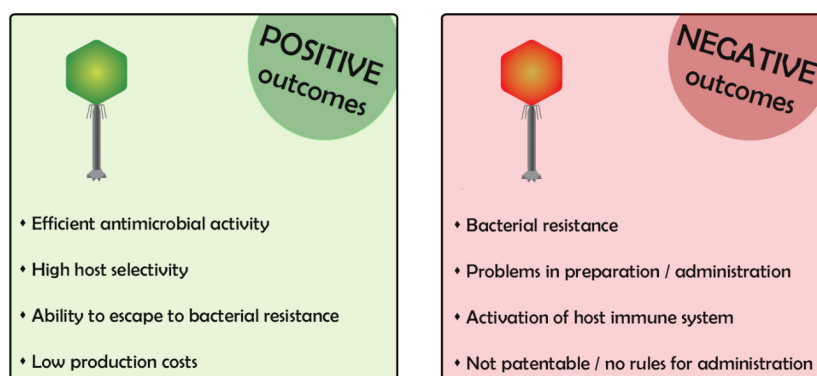 POSITIVE
outcomes
♦ Efficient antimicrobial activity
♦ High host selectivity
♦ Ability to escape to bacterial resistance
♦ Low production costs
NEGATIVE
outcomes
♦ Bacterial resistance
♦ Problems in preparation / administration
♦ Activation of host immune system
♦ Not patentable / no rules for administration